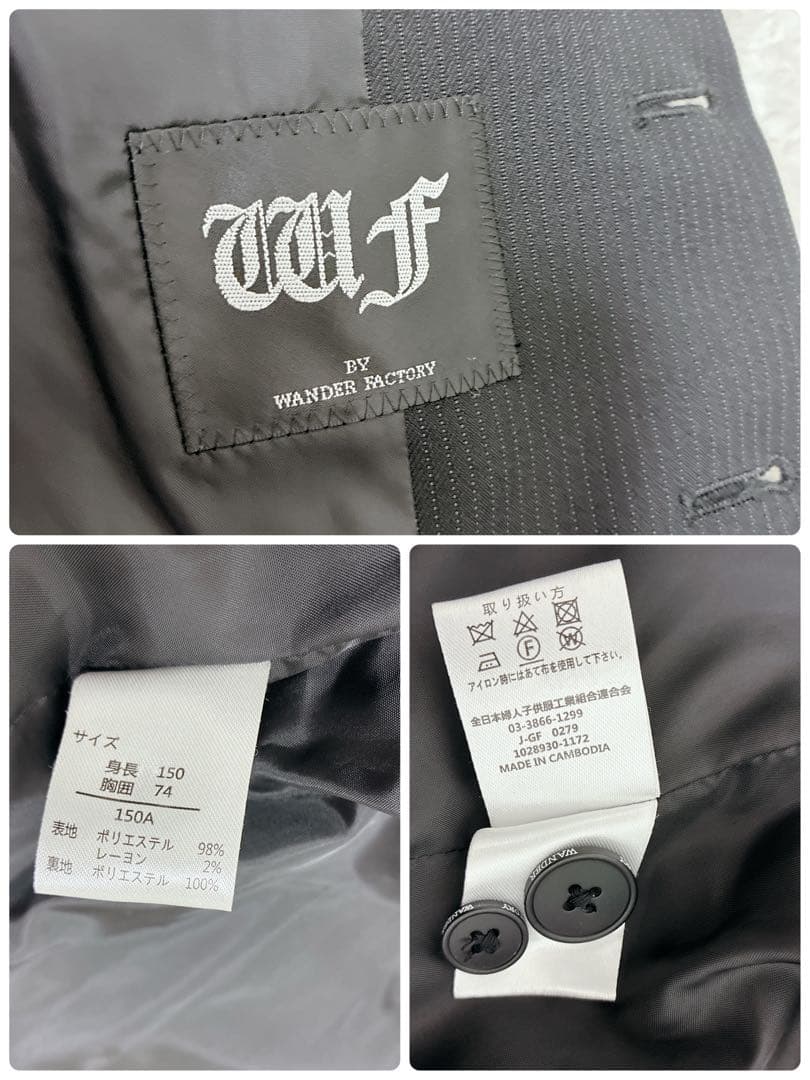 WF
BY
WANDER FACTORY
サイズ
身長 150
胸囲 74
150A
表地 ポリエステル 98%
レーヨン 2%
裏地 ポリエステル 100%
取り扱い方
F W
アイロン時にはあて布を使用して下さい。
全日本婦人子供服工業組合連合会
03-3866-1299
J-GF 0279
1028930-1172
MADE IN CAMBODIA
WANDER
WANDER